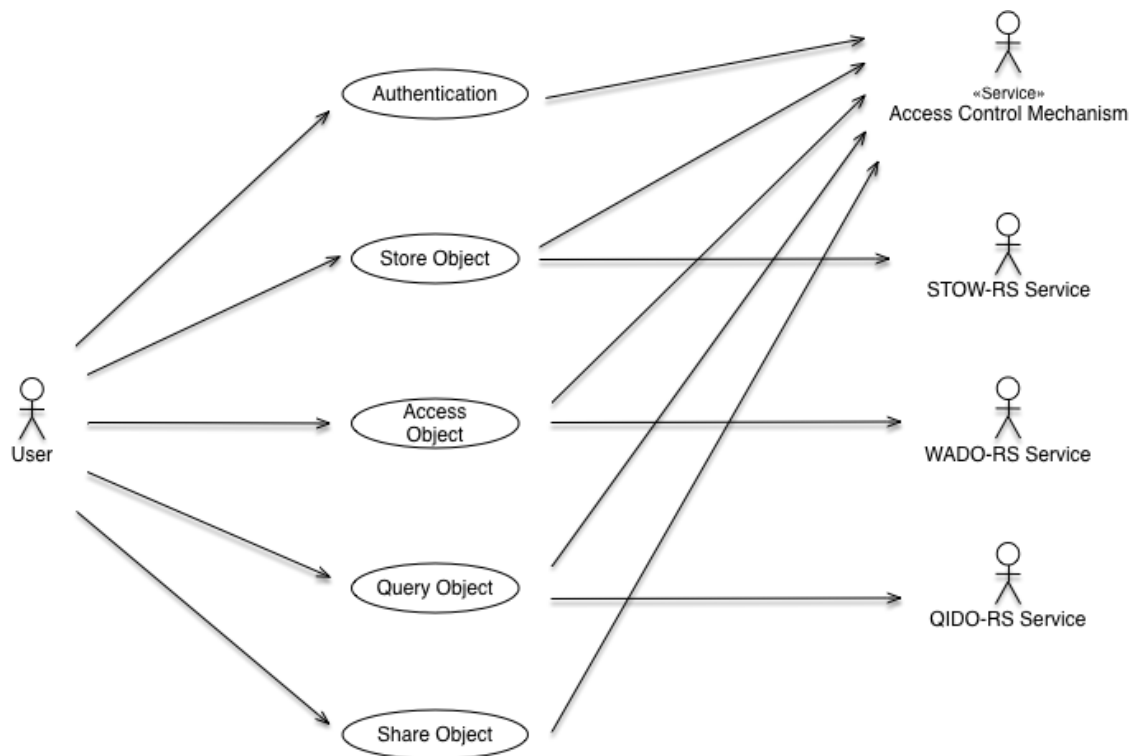 Authentication
«Service»
Access Control Mechanism
Store Object
STOW-RS Service
Access
Object
User
WADO-RS Service
Query Object
QIDO-RS Service
Share Object